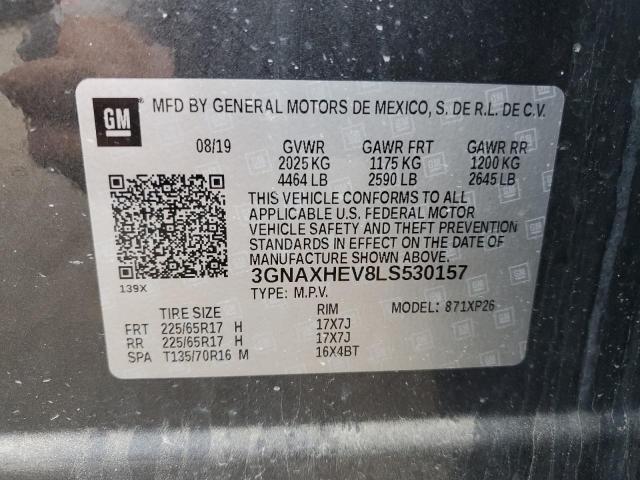 GM MFD BY GENERAL MOTORS DE MEXICO, S. DE R.L. DE C.V.
08/19 GVWR GAWR FRT GAWR RR
2025 KG 1175 KG 1200 KG
4464 LB 2590 LB 2645 LB
THIS VEHICLE CONFORMS TO ALL
APPLICABLE U.S. FEDERAL MOTOR
VEHICLE SAFETY AND THEFT PREVENTION
STANDARDS IN EFFECT ON THE DATE OF
MANUFACTURE SHOWN ABOVE.
3GNAXHEV8LS530157
139X
TYPE: M.P.V.
TIRE SIZE RIM MODEL: 871XP26
FRT 225/65R17 H 17X7J
RR 225/65R17 H 17X7J
SPA T135/70R16 M 16X4BT